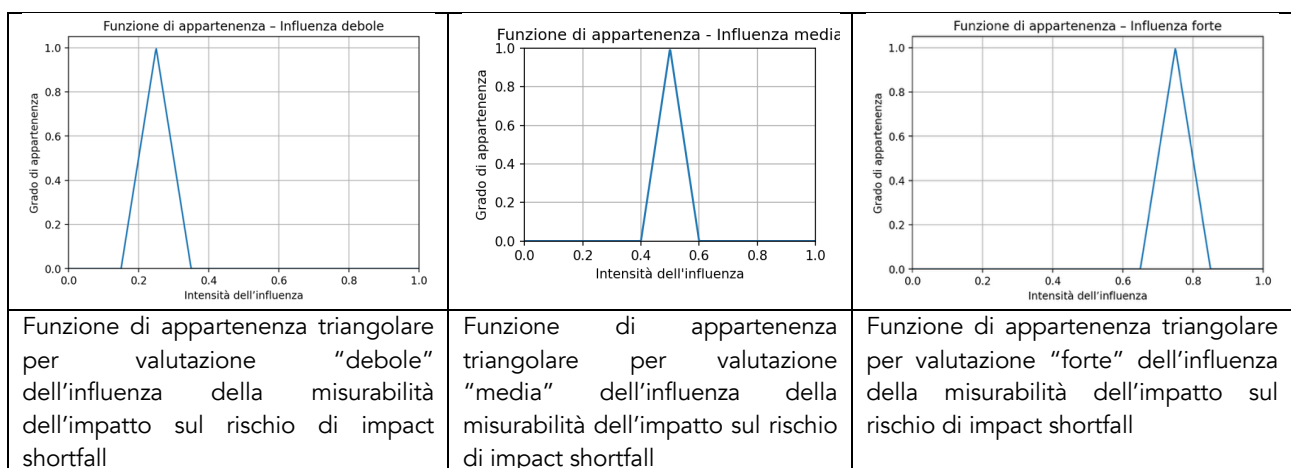 Funzione di appartenenza – Influenza debole
1.0
0.8
0.6
0.4
0.2
0.0
Grado di appartenenza
0.0 0.2 0.4 0.6 0.8 1.0
Intensità dell'influenza
Funzione di appartenenza - Influenza media
1.0
0.8
0.6
0.4
0.2
0.0
Grado di appartenenza
0.0 0.2 0.4 0.6 0.8 1.0
Intensità dell'influenza
Funzione di appartenenza – Influenza forte
1.0
0.8
0.6
0.4
0.2
0.0
Grado di appartenenza
0.0 0.2 0.4 0.6 0.8 1.0
Intensità dell'influenza
Funzione di appartenenza triangolare
per valutazione "debole"
dell'influenza della misurabilità
dell'impatto sul rischio di impact
shortfall
Funzione di appartenenza
triangolare per valutazione
"media" dell'influenza della
misurabilità dell'impatto sul rischio
di impact shortfall
Funzione di appartenenza triangolare
per valutazione "forte" dell'influenza
della misurabilità dell'impatto sul
rischio di impact shortfall